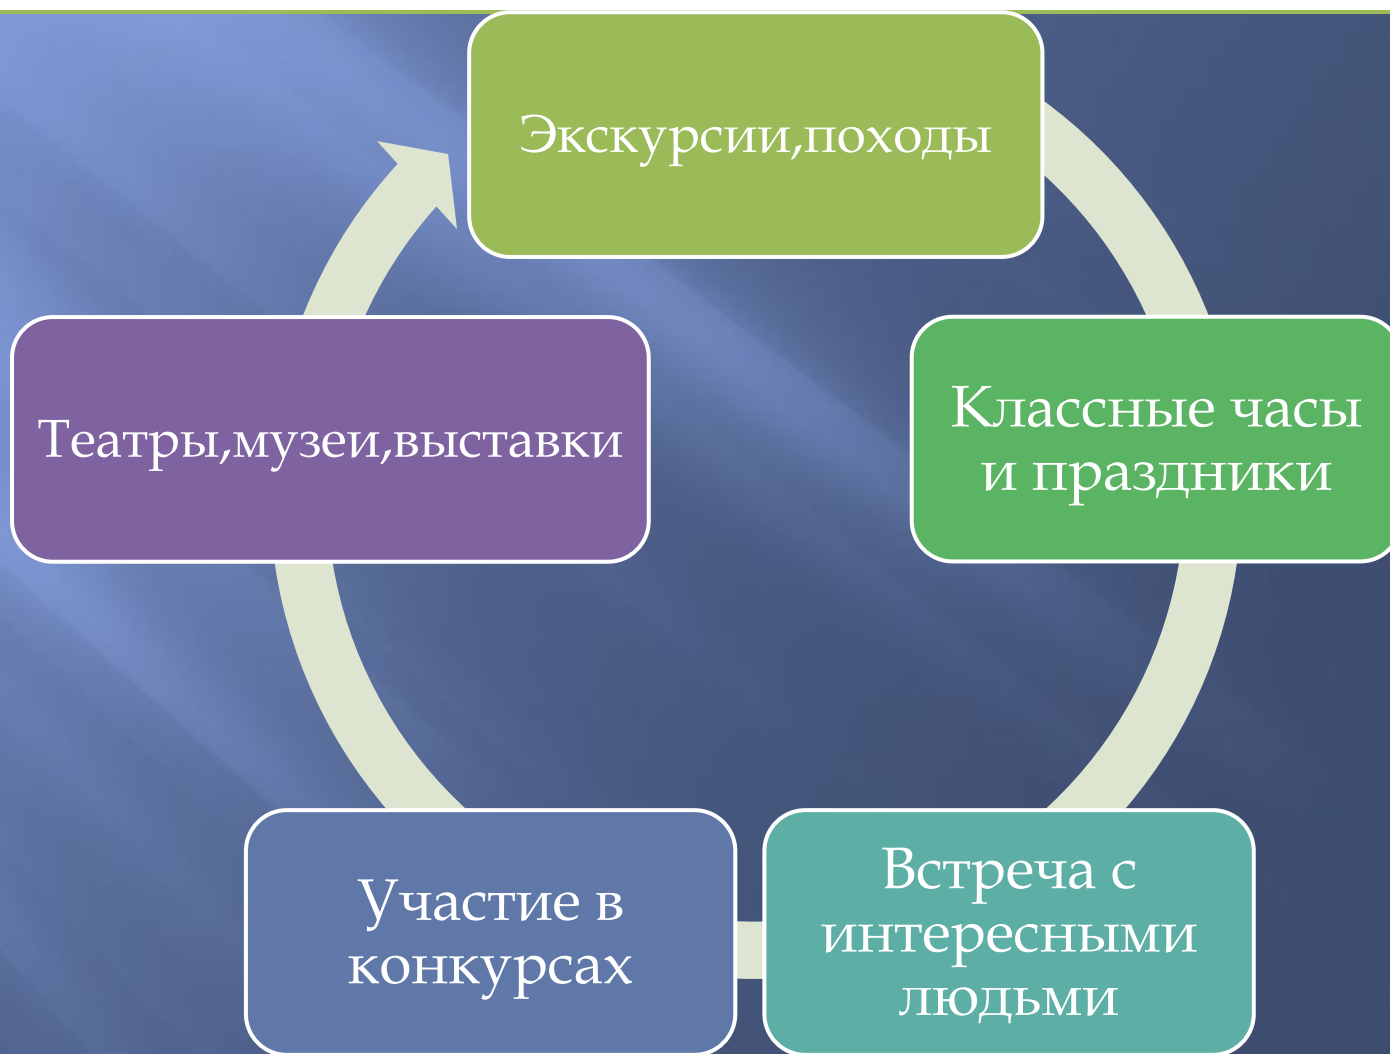 Экскурсии,походы
Классные часы
и праздники
Встреча с
интересными
людьми
Участие в
конкурсах
Театры,музеи,выставки